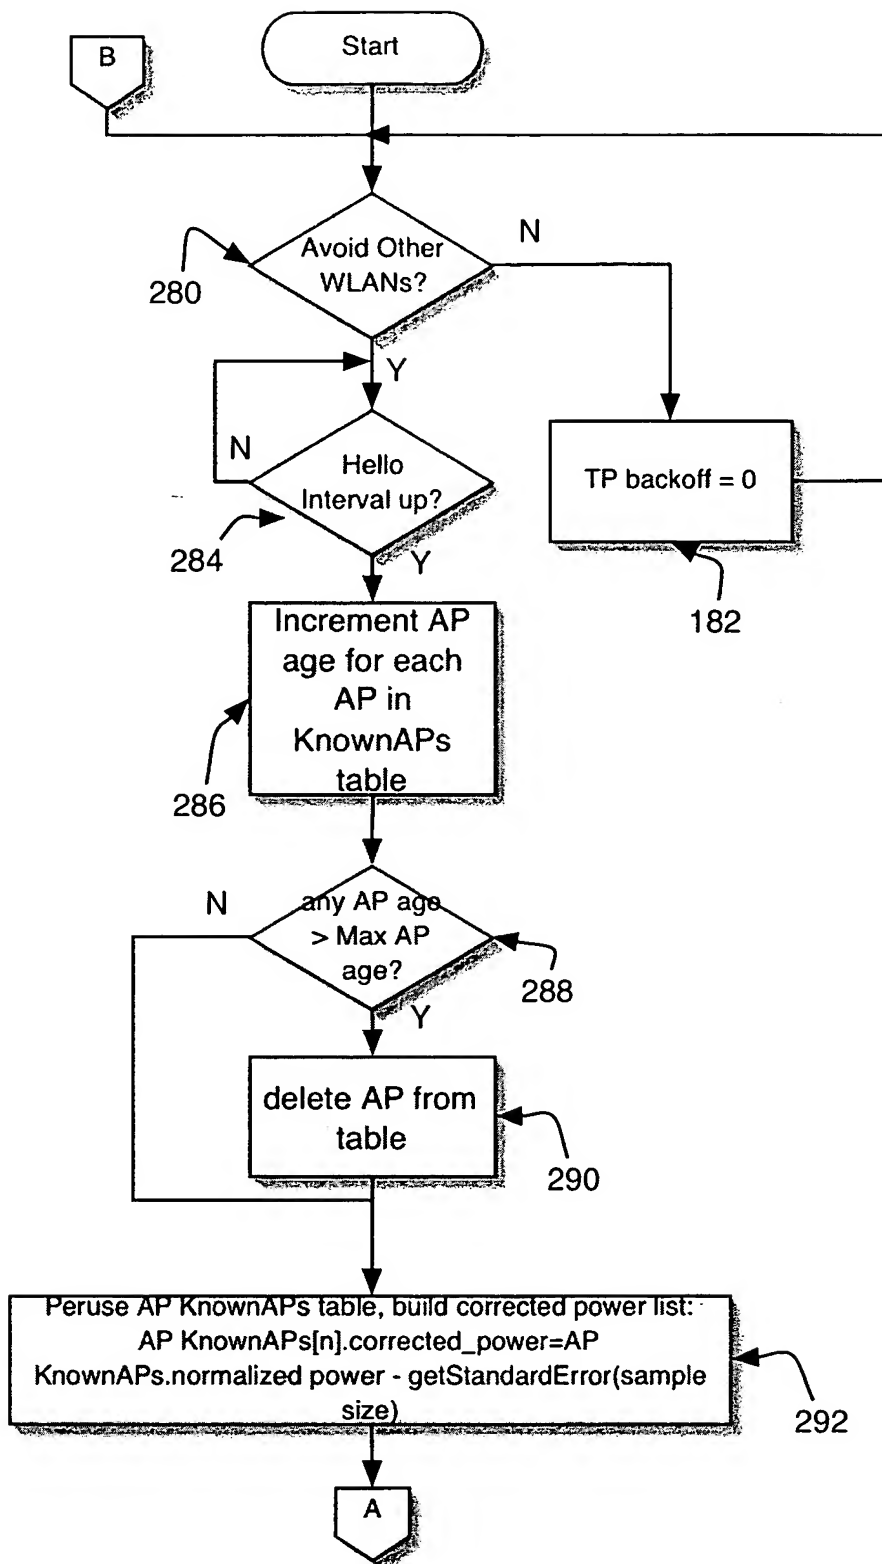 B
Start
Avoid Other
WLANs?
N
280
Y
N
Hello
Interval up?
TP backoff = 0
284
Y
182
Increment AP
age for each
AP in
KnownAPs
table
286
N
any AP age
> Max AP
age?
288
Y
delete AP from
table
290
Peruse AP KnownAPs table, build corrected power list:
AP KnownAPs[n].corrected_power=AP
KnownAPs.normalized power - getStandardError(sample
size)
292
A